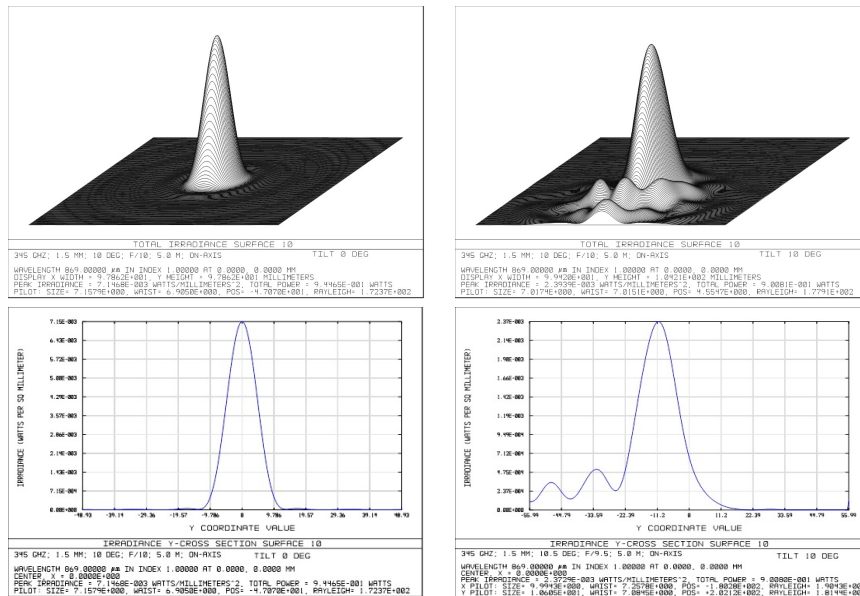 TOTAL IRRADIANCE SURFACE 10
345 GHZ; 1.5 MM; 10 DEG; F/10; 5.0 M; ON-AXIS TILT 0 DEG
WAVELENGTH 869.00000 µm IN INDEX 1.00000 AT 0.0000, 0.0000 MM
DISPLAY X WIDTH = 9.7862E+001, Y HEIGHT = 9.7862E+001 MILLIMETERS
PEAK IRRADIANCE = 7.1468E-003 WATTS/MILLIMETERS^2, TOTAL POWER = 9.4465E-001 WATTS
PILOT: SIZE= 7.1579E+000, WAIST= 6.9050E+000, POS= -4.7070E+001, RAYLEIGH= 1.7237E+002
TOTAL IRRADIANCE SURFACE 10
345 GHZ; 1.5 MM; 10 DEG; F/10; 5.0 M; ON-AXIS TILT 10 DEG
WAVELENGTH 869.00000 µm IN INDEX 1.00000 AT 0.0000, 0.0000 MM
DISPLAY X WIDTH = 9.9420E+001, Y HEIGHT = 1.0421E+002 MILLIMETERS
PEAK IRRADIANCE = 2.3939E-003 WATTS/MILLIMETERS^2, TOTAL POWER = 9.0081E-001 WATTS
PILOT: SIZE= 7.0174E+000, WAIST= 7.0151E+000, POS= 4.5547E+000, RAYLEIGH= 1.7791E+002
7.15E-003
6.43E-003
5.72E-003
5.00E-003
4.29E-003
3.57E-003
2.86E-003
2.14E-003
1.43E-003
7.15E-004
0.00E+000
IRRADIANCE (WATTS PER SQ MILLIMETER)
-48.93 -39.14 -29.36 -19.57 -9.786 0 9.786 19.57 29.36 39.14 48.93
Y COORDINATE VALUE
IRRADIANCE Y-CROSS SECTION SURFACE 10
345 GHZ; 1.5 MM; 10 DEG; F/10; 5.0 M; ON-AXIS TILT 0 DEG
WAVELENGTH 869.00000 µm IN INDEX 1.00000 AT 0.0000, 0.0000 MM
CENTER, X = 0.0000E+000
PEAK IRRADIANCE = 7.1468E-003 WATTS/MILLIMETERS^2, TOTAL POWER = 9.4465E-001 WATTS
PILOT: SIZE= 7.1579E+000, WAIST= 6.9050E+000, POS= -4.7070E+001, RAYLEIGH= 1.7237E+002
2.37E-003
2.14E-003
1.90E-003
1.66E-003
1.42E-003
1.19E-003
9.49E-004
7.12E-004
4.75E-004
2.37E-004
0.00E+000
IRRADIANCE (WATTS PER SQ MILLIMETER)
-55.99 -44.79 -33.59 -22.39 -11.2 0 11.2 22.39 33.59 44.79 55.99
Y COORDINATE VALUE
IRRADIANCE Y-CROSS SECTION SURFACE 10
345 GHZ; 1.5 MM; 10.5 DEG; F/9.5; 5.0 M; ON-AXIS TILT 10 DEG
WAVELENGTH 869.00000 µm IN INDEX 1.00000 AT 0.0000, 0.0000 MM
CENTER, X = 0.0000E+000
PEAK IRRADIANCE = 2.3729E-003 WATTS/MILLIMETERS^2, TOTAL POWER = 9.0080E-001 WATTS
X PILOT: SIZE= 9.9943E+000, WAIST= 7.2578E+000, POS=
Y PILOT: SIZE= 1.0605E+001, WAIST= 7.0845E+000, POS= +2.0212E+002,